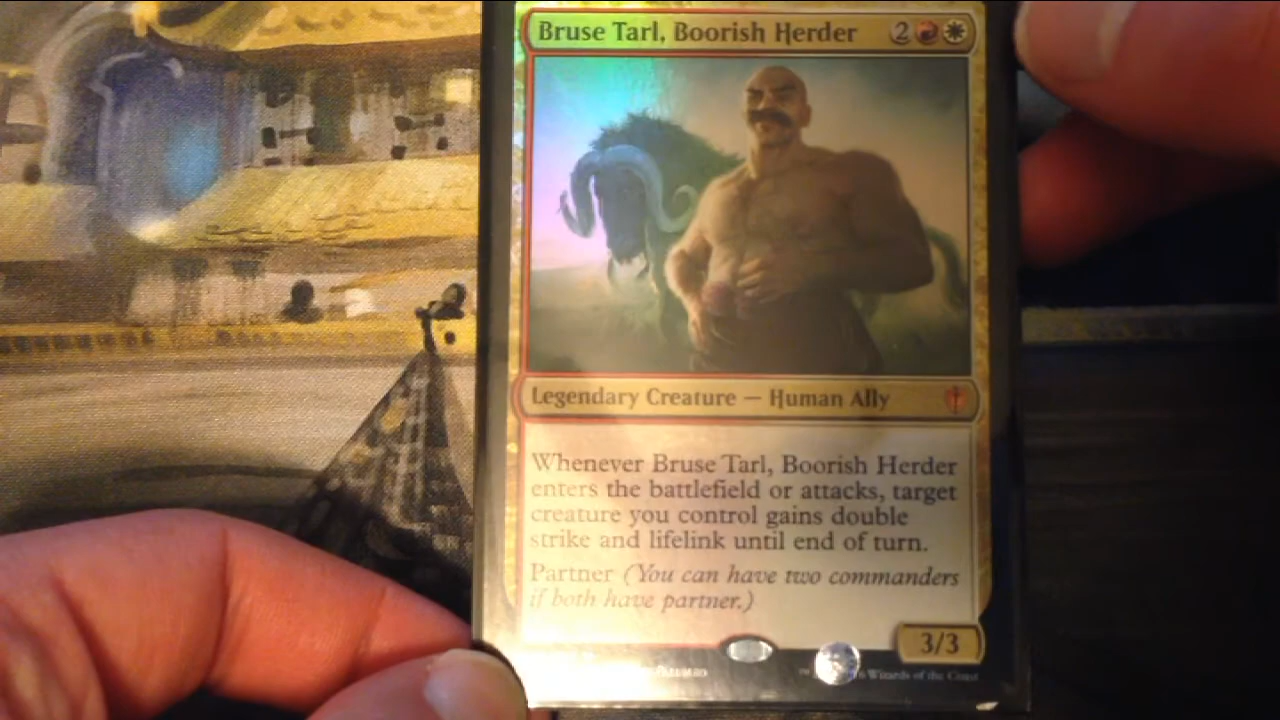 Bruse Tarl, Boorish Herder 2
Legendary Creature — Human Ally
Whenever Bruse Tarl, Boorish Herder
enters the battlefield or attacks, target
creature you control gains double
strike and lifelink until end of turn.
Partner (You can have two commanders
if both have partner.)
3/3
Wizards of the Coast